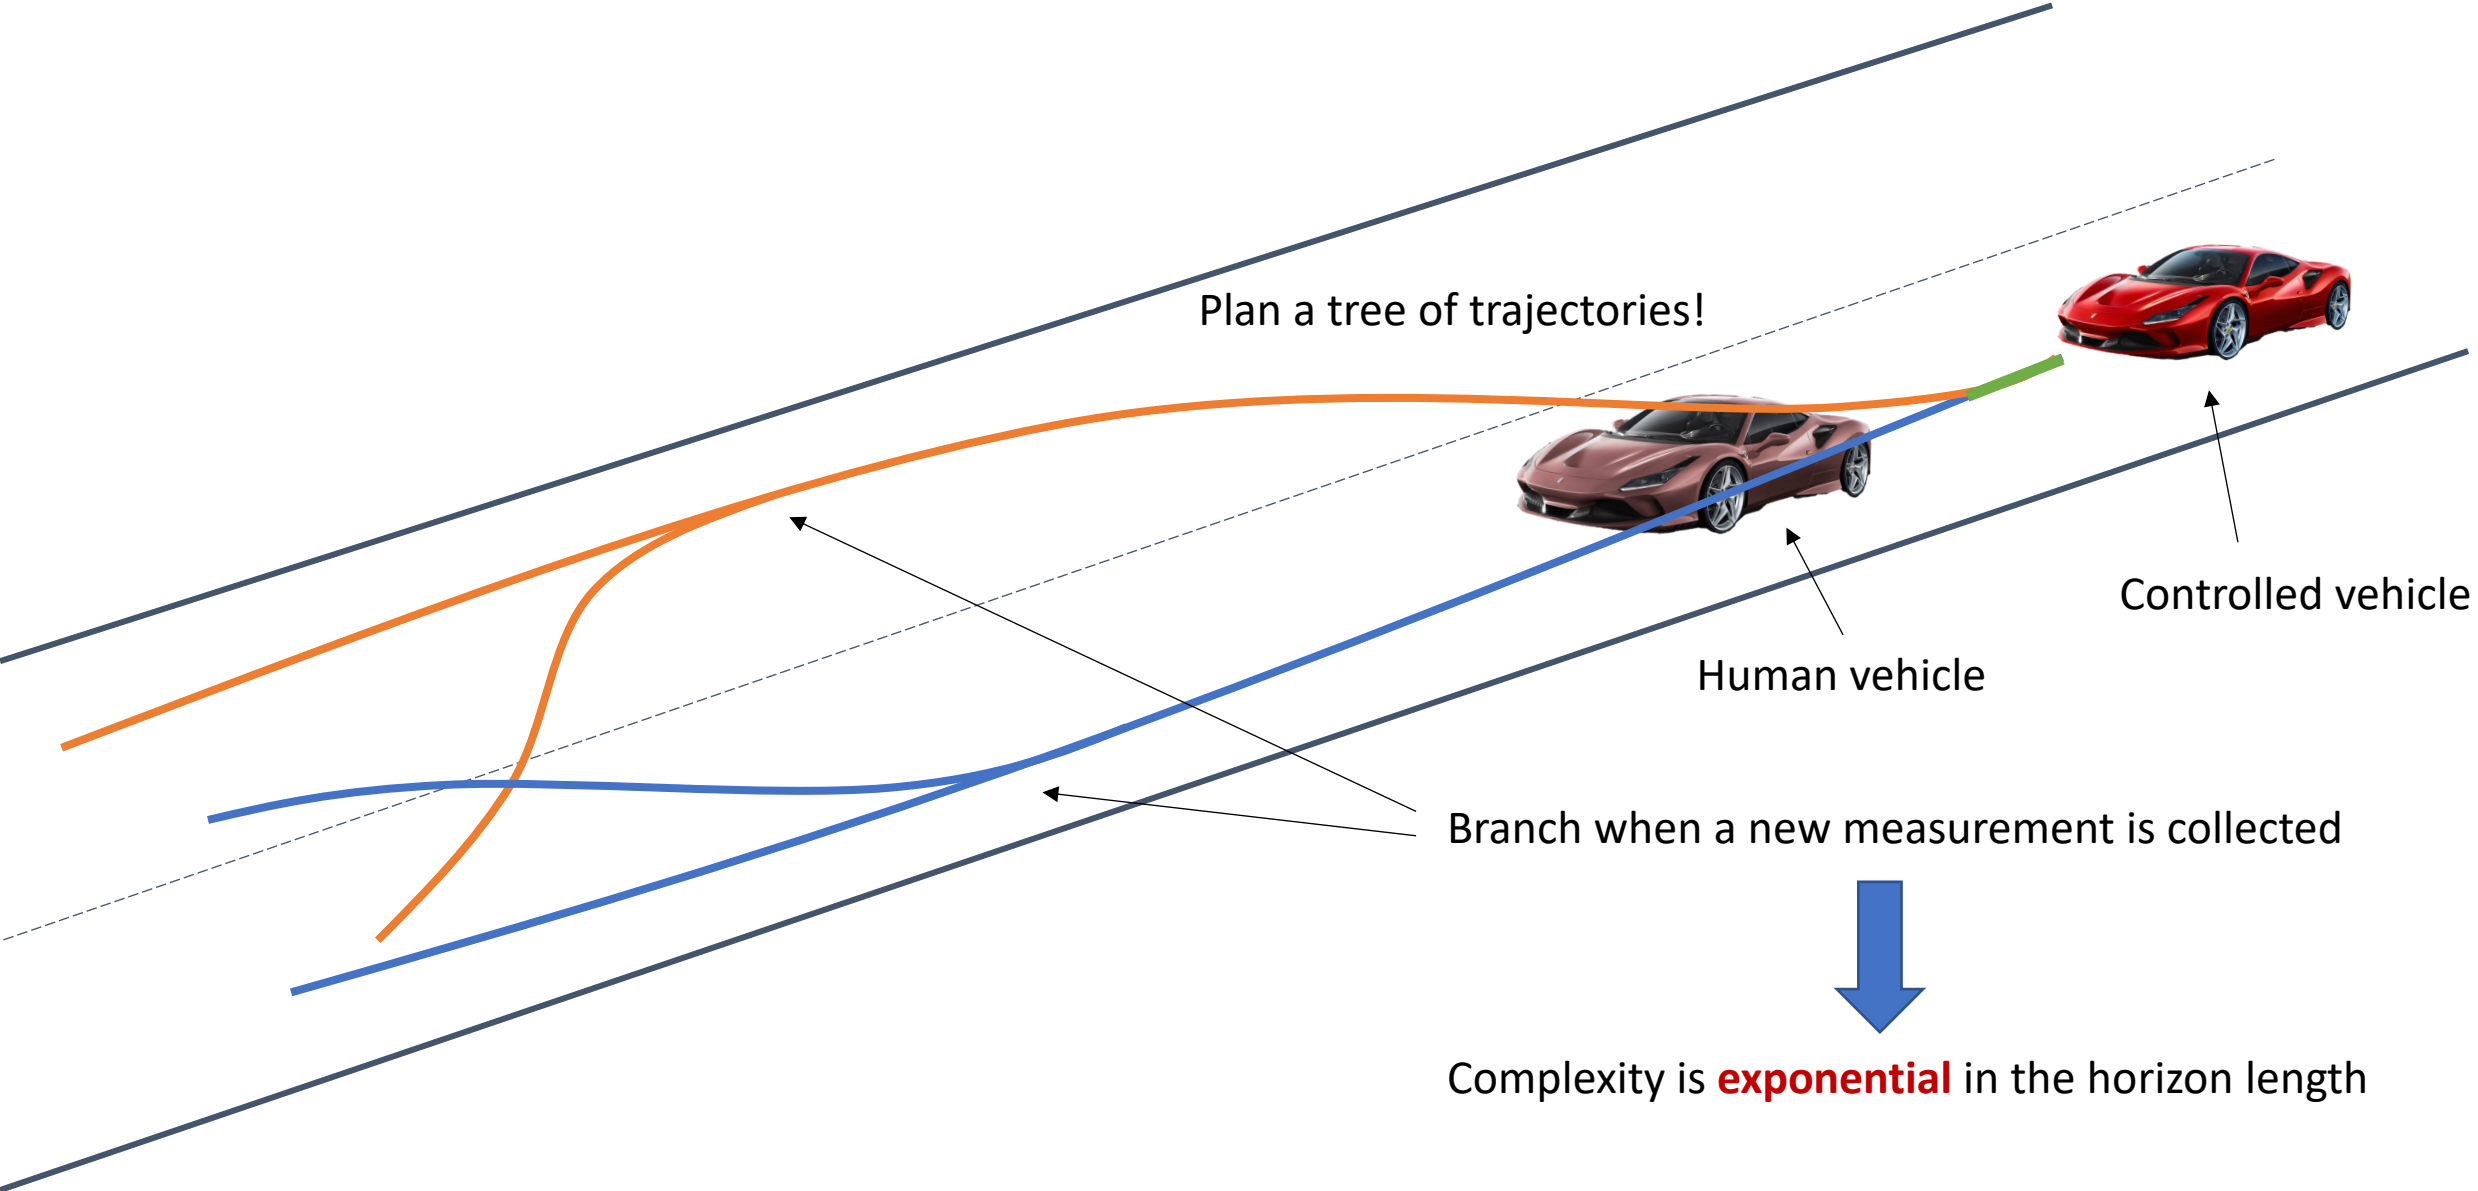 Plan a tree of trajectories!
Controlled vehicle
Human vehicle
Branch when a new measurement is collected
Complexity is exponential in the horizon length